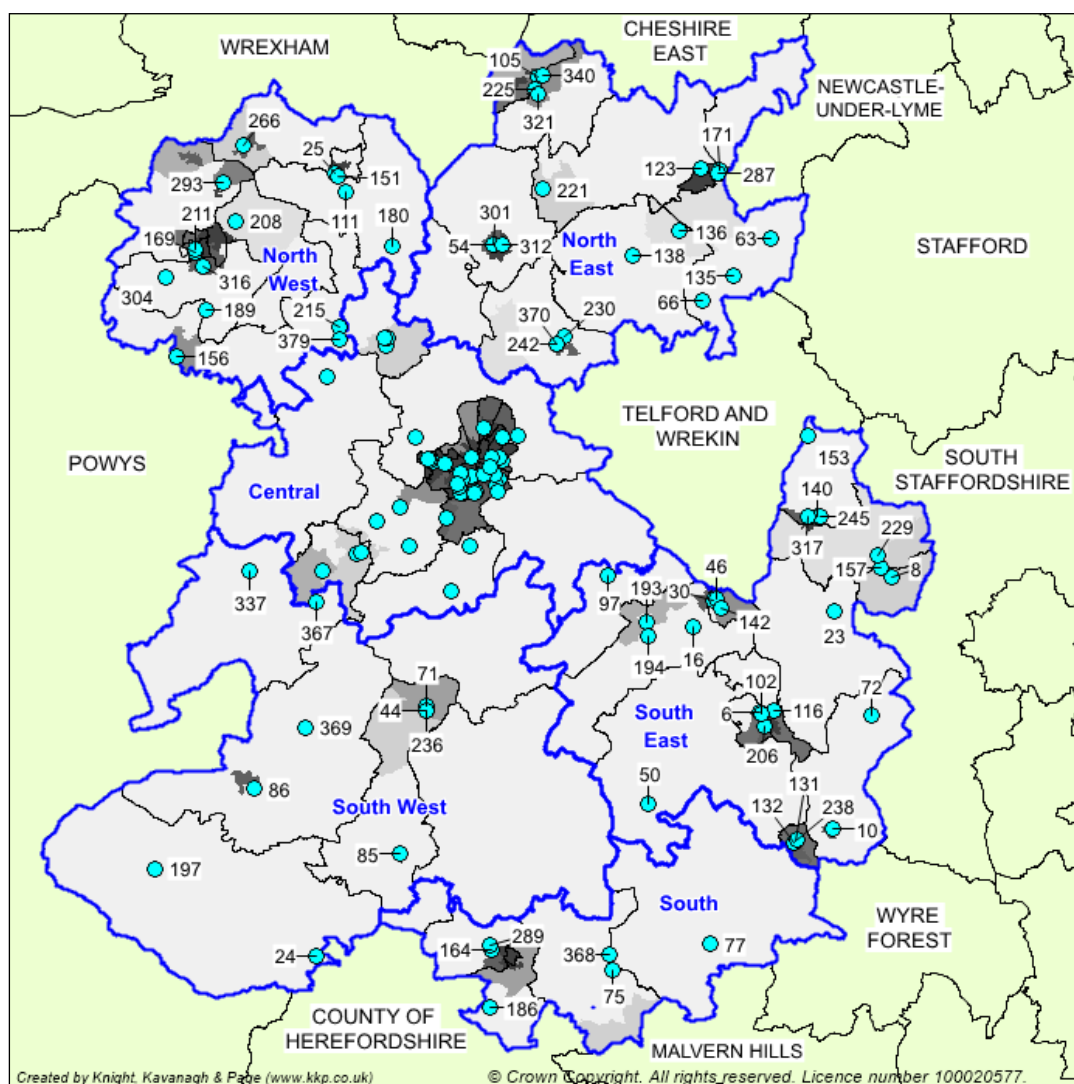 WREXHAM
CHESHIRE
EAST
NEWCASTLE-
UNDER-LYME
105
340
225
321
266
25
151
293
111
171
123
287
221
211
208
180
169
301
136
63
STAFFORD
54
312
North
East
138
North
West
316
304
135
189
215
66
379
370
230
242
156
TELFORD AND
WREKIN
POWYS
153
SOUTH
STAFFORDSHIRE
Central
140
245
317
229
157
8
46
193
30
97
337
142
23
367
194
16
71
102
72
44
6
116
369
236
South
East
206
50
131
86
South West
132
238
10
85
197
South
WYRE
FOREST
289
164
368
77
24
75
186
COUNTY OF
HEREFORDSHIRE
MALVERN HILLS
Created by Knight, Kavanagh & Page (www.kkp.co.uk)
© Crown Copyright. All rights reserved. Licence number 100020577.